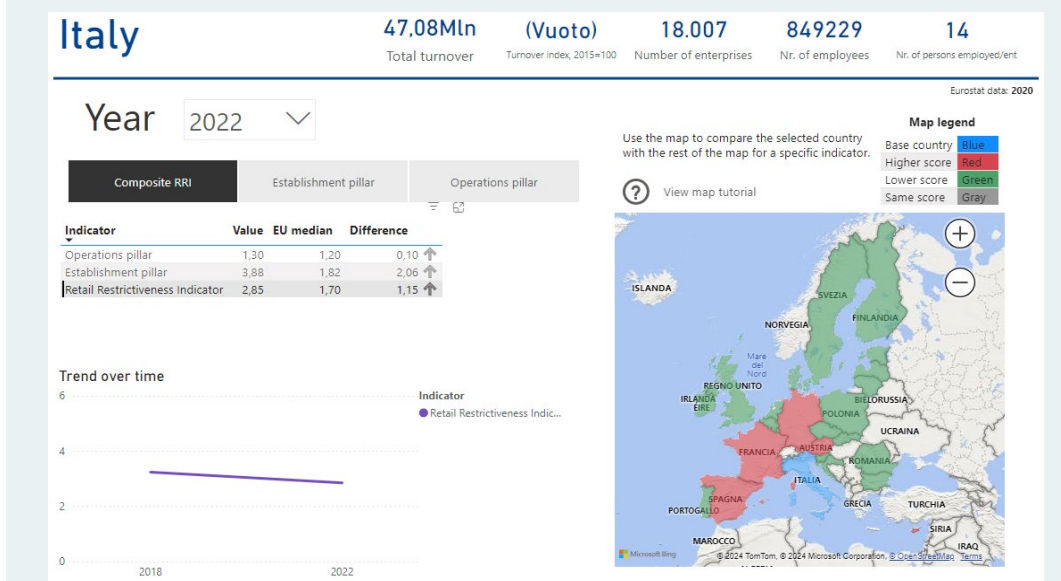 Italy
47,08Mln
Total turnover
(Vuoto)
Turnover index, 2015=100
18.007
Number of enterprises
849229
Nr. of employees
14
Nr. of persons employed/ent
Eurostat data: 2020
Year
2022
Composite RRI
Establishment pillar
Operations pillar
Indicator Value EU median Difference
Operations pillar 1,30 1,20 0,10
Establishment pillar 3,88 1,82 2,06
Retail Restrictiveness Indicator 2,85 1,70 1,15
Trend over time
6
4
2
0
2018
2022
Indicator
Retail Restrictiveness Indic...
Use the map to compare the selected country
with the rest of the map for a specific indicator.
? View map tutorial
Map legend
Base country Blue
Higher score Red
Lower score Green
Same score Gray
ISLANDA
SVEZIA
FINLANDIA
NORVEGIA
Mare
del
Nord
REGNO UNITO
IRLANDA
ÉIRE
BIELORUSSIA
POLONIA
UCRAINA
FRANCIA
AUSTRIA
ROMANIA
ITALIA
SPAGNA
PORTOGALLO
GRECIA
TURCHIA
SIRIA
MAROCCO
IRAQ
Microsoft Bing
© 2024 TomTom, © 2024 Microsoft Corporation, © OpenStreetMap Terms